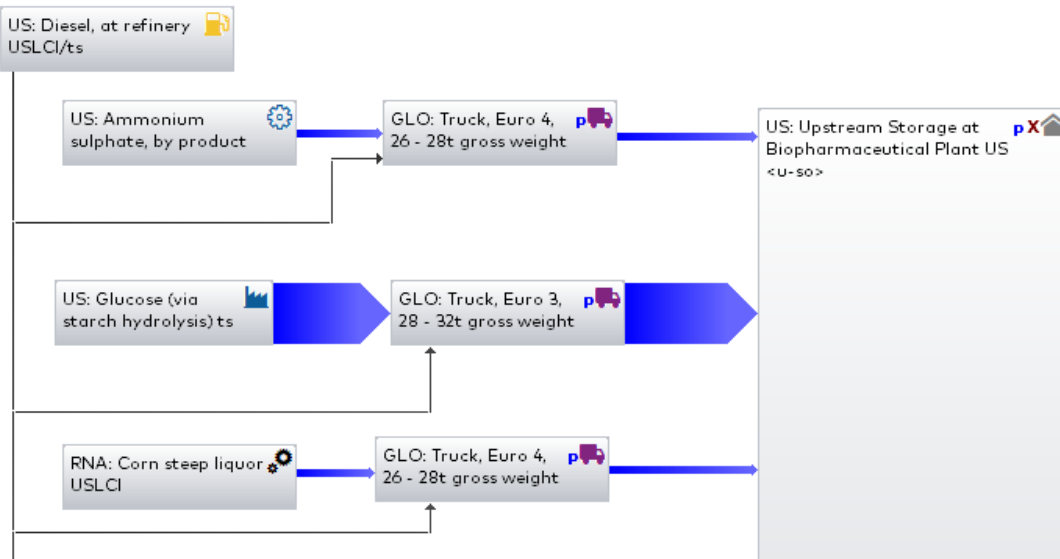 US: Diesel, at refinery
USLCI/ts
US: Ammonium
sulphate, by product
GLO: Truck, Euro 4,
26 - 28t gross weight
p
US: Upstream Storage at
Biopharmaceutical Plant US
<u-so>
p X
US: Glucose (via
starch hydrolysis) ts
GLO: Truck, Euro 3,
28 - 32t gross weight
p
RNA: Corn steep liquor
USLCI
GLO: Truck, Euro 4,
26 - 28t gross weight
p